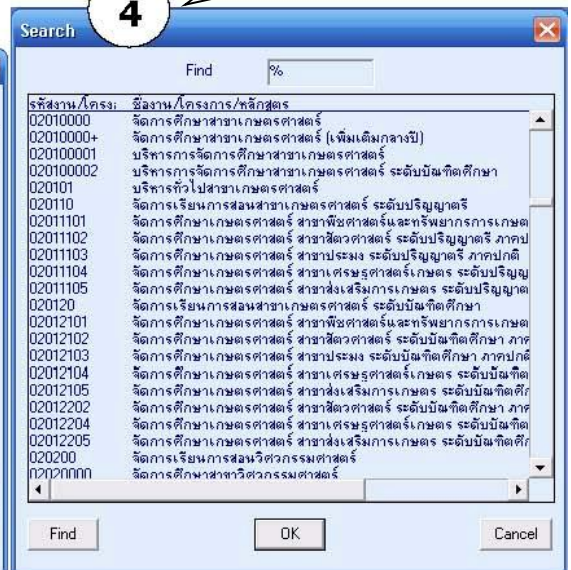 4
Search
Find %
รหัสงาน/โครง; ชื่องาน/โครงการ/หลักสูตร
02010000 จัดการศึกษาสาขาเกษตรศาสตร์
02010000+ จัดการศึกษาสาขาเกษตรศาสตร์ (เพิ่มเติมกลางปี)
020100001 บริหารการจัดการศึกษาสาขาเกษตรศาสตร์
020100002 บริหารการจัดการศึกษาสาขาเกษตรศาสตร์ ระดับบัณฑิตศึกษา
020101 บริหารทั่วไปสาขาเกษตรศาสตร์
020110 จัดการเรียนการสอนสาขาเกษตรศาสตร์ ระดับปริญญาตรี
02011101 จัดการศึกษาเกษตรศาสตร์ สาขาพืชศาสตร์และทรัพยากรการเกษต
02011102 จัดการศึกษาเกษตรศาสตร์ สาขาสัตวศาสตร์ ระดับปริญญาตรี ภาคป
02011103 จัดการศึกษาเกษตรศาสตร์ สาขาประมง ระดับปริญญาตรี ภาคปกติ
02011104 จัดการศึกษาเกษตรศาสตร์ สาขาเศรษฐศาสตร์เกษตร ระดับปริญญ
02011105 จัดการศึกษาเกษตรศาสตร์ สาขาส่งเสริมการเกษตร ระดับปริญญาต
020120 จัดการเรียนการสอนสาขาเกษตรศาสตร์ ระดับบัณฑิตศึกษา
02012101 จัดการศึกษาเกษตรศาสตร์ สาขาพืชศาสตร์และทรัพยากรการเกษต
02012102 จัดการศึกษาเกษตรศาสตร์ สาขาสัตวศาสตร์ ระดับบัณฑิตศึกษา ภาค
02012103 จัดการศึกษาเกษตรศาสตร์ สาขาประมง ระดับบัณฑิตศึกษา ภาคปกติ
02012104 จัดการศึกษาเกษตรศาสตร์ สาขาเศรษฐศาสตร์เกษตร ระดับบัณฑิต
02012105 จัดการศึกษาเกษตรศาสตร์ สาขาส่งเสริมการเกษตร ระดับบัณฑิตศึก
02012202 จัดการศึกษาเกษตรศาสตร์ สาขาสัตวศาสตร์ ระดับบัณฑิตศึกษา ภาค
02012204 จัดการศึกษาเกษตรศาสตร์ สาขาเศรษฐศาสตร์เกษตร ระดับบัณฑิต
02012205 จัดการศึกษาเกษตรศาสตร์ สาขาส่งเสริมการเกษตร ระดับบัณฑิตศึก
020200 จัดการเรียนการสอนวิศวกรรมศาสตร์
02020000 จัดการศึกษาสาขาวิศวกรรมศาสตร์
Find OK Cancel